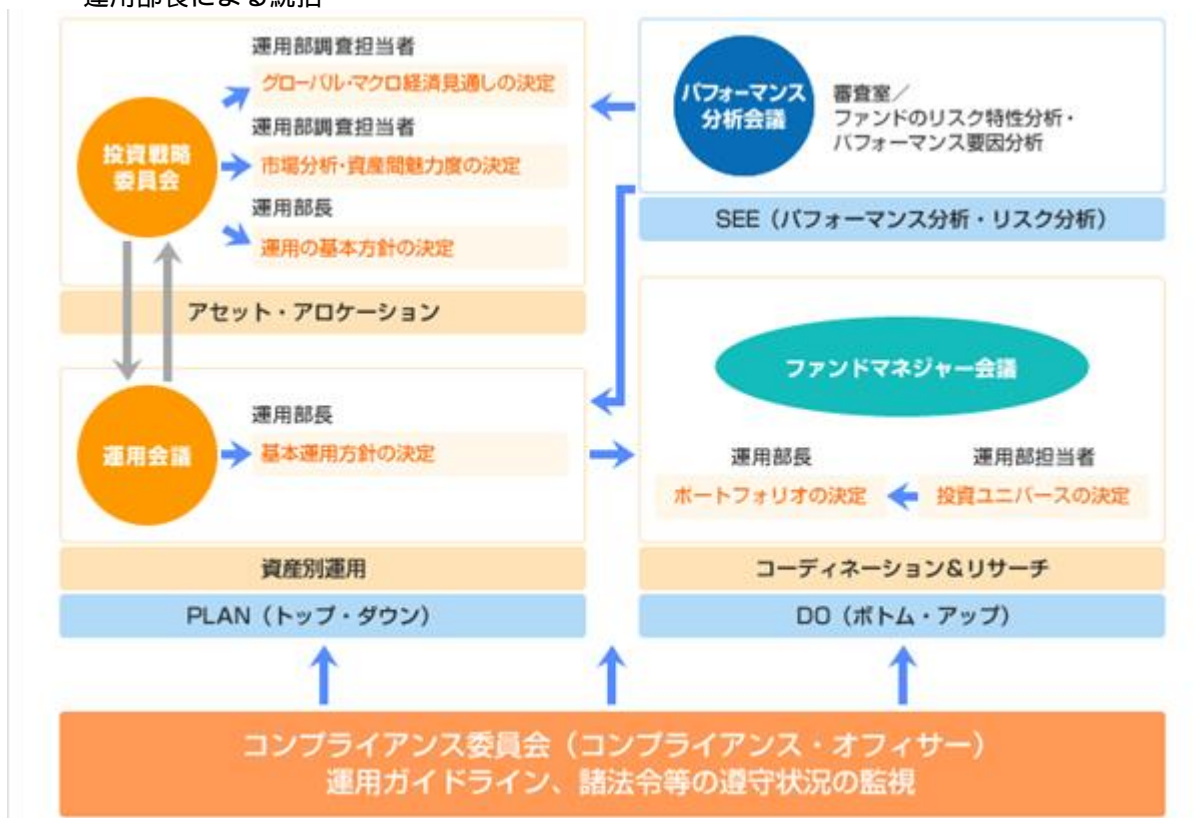 運用部長による統括
運用部調査担当者
グローバル・マクロ経済見通しの決定
運用部調査担当者
市場分析・資産間魅力度の決定
運用部長
運用の基本方針の決定
投資戦略
委員会
アセット・アロケーション
パフォーマンス
分析会議
審査室／
ファンドのリスク特性分析・
パフォーマンス要因分析
SEE（パフォーマンス分析・リスク分析）
運用会議
運用部長
基本運用方針の決定
資産別運用
PLAN（トップ・ダウン）
ファンドマネジャー会議
運用部長
ポートフォリオの決定
運用部担当者
投資ユニバースの決定
コーディネーション&リサーチ
DO（ボトム・アップ）
コンプライアンス委員会（コンプライアンス・オフィサー）
運用ガイドライン、諸法令等の遵守状況の監視